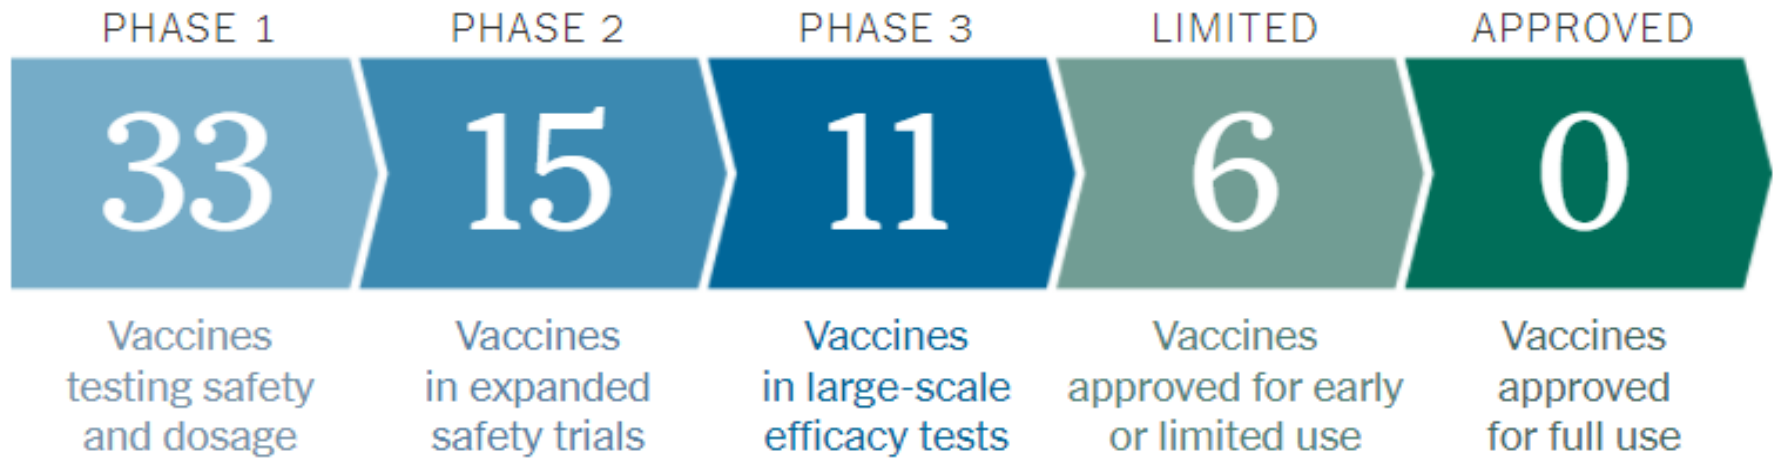 PHASE 1
PHASE 2
PHASE 3
LIMITED
APPROVED
33
15
11
6
0
Vaccines
testing safety
and dosage
Vaccines
in expanded
safety trials
Vaccines
in large-scale
efficacy tests
Vaccines
approved for early
or limited use
Vaccines
approved
for full use